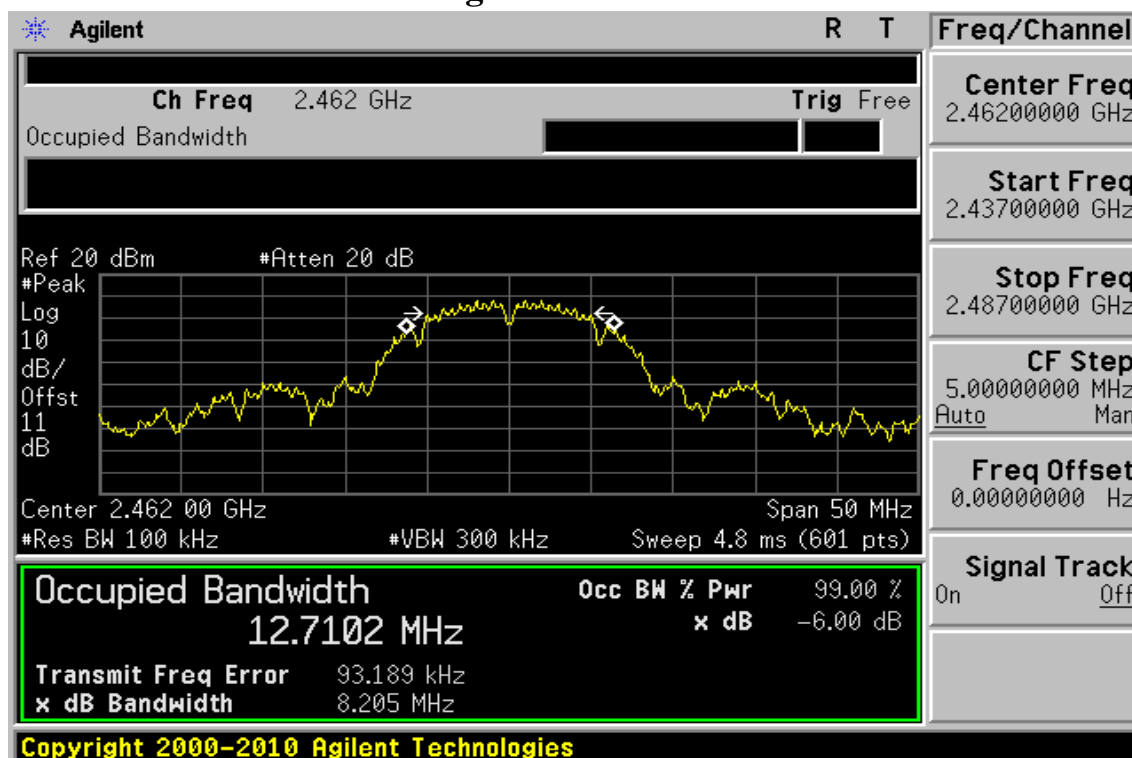 Agilent R T
Ch Freq 2.462 GHz Trig Free
Occupied Bandwidth
Ref 20 dBm #Atten 20 dB
#Peak
Log
10
dB/
Offst
11
dB
Center 2.462 00 GHz Span 50 MHz
#Res BW 100 kHz #VBW 300 kHz Sweep 4.8 ms (601 pts)
Occupied Bandwidth Occ BW % Pwr 99.00 %
12.7102 MHz x dB -6.00 dB
Transmit Freq Error 93.189 kHz
x dB Bandwidth 8.205 MHz
Copyright 2000-2010 Agilent Technologies
Freq/Channel
Center Freq
2.46200000 GHz
Start Freq
2.43700000 GHz
Stop Freq
2.48700000 GHz
CF Step
5.00000000 MHz
Auto Man
Freq Offset
0.00000000 Hz
Signal Track
On Off